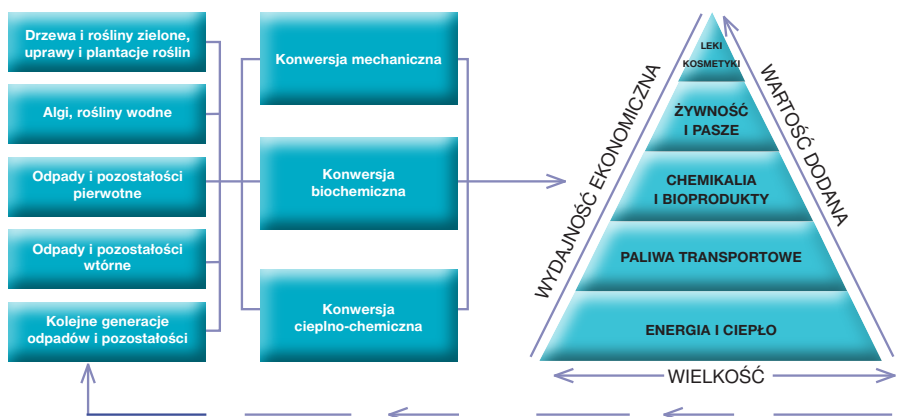 Drzewa i rośliny zielone,
uprawy i plantacje roślin
Algi, rośliny wodne
Odpady i pozostałości
pierwotne
Odpady i pozostałości
wtórne
Kolejne generacje
odpadów i pozostałości
Konwersja mechaniczna
Konwersja
biochemiczna
Konwersja
cieplno-chemiczna
WYDAJNOŚĆ EKONOMICZNA
LEKI
KOSMETYKI
ŻYWNOŚĆ
I PASZE
CHEMIKALIA
I BIOPRODUKTY
PALIWA TRANSPORTOWE
ENERGIA I CIEPŁO
WARTOŚĆ DODANA
WIELKOŚĆ